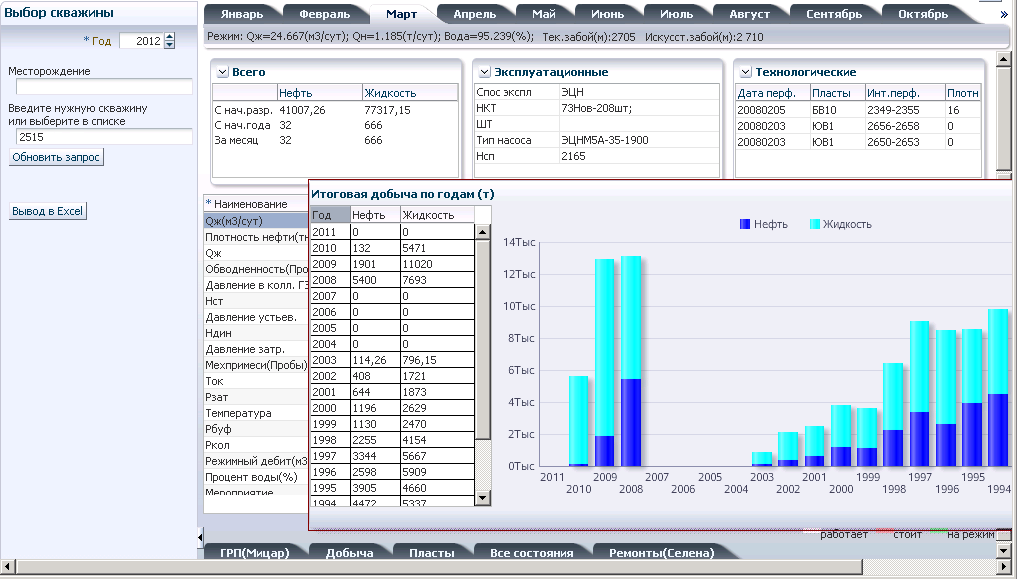 Выбор скважины
* Год 2012
Месторождение
Введите нужную скважину
или выберите в списке
2515
Обновить запрос
Вывод в Excel
Январь Февраль Март Апрель Май Июнь Июль Август Сентябрь Октябрь »
Режим: Qж=24.667(м3/сут); Qн=1.185(т/сут); Вода=95.239(%); Тек.забой(м):2705 Искусст.забой(м):2 710
Всего
Нефть Жидкость
С нач.разр. 41007,26 77317,15
С нач.года 32 666
За месяц 32 666
Эксплуатационные
Спос экспл ЭЦН
НКТ 73Нов-208шт;
ШТ
Тип насоса ЭЦНМ5А-35-1900
Нсп 2165
Технологические
Дата перф. Пласты Инт.перф. Плотн
20080205 БВ10 2349-2355 16
20080203 ЮВ1 2656-2658 0
20080203 ЮВ1 2650-2653 0
* Наименование
Qж(м3/сут)
Плотность нефти(тн
Qж
Обводненность(Про
Давление в колл. ГЗ
Нст
Давление устьев.
Ндин
Давление затр.
Мехпримеси(Пробы)
Ток
Рзат
Температура
Рбуф
Ркол
Режимный дебит(м3
Процент воды(%)
Мероприятие
Итоговая добыча по годам (т)
Год Нефть Жидкость
2011 0 0
2010 132 5471
2009 1901 11020
2008 5400 7693
2007 0 0
2006 0 0
2005 0 0
2004 0 0
2003 114,26 796,15
2002 408 1721
2001 644 1873
2000 1196 2629
1999 1130 2470
1998 2255 4154
1997 3344 5667
1996 2598 5909
1995 3905 4660
1994 4472 5337
Нефть Жидкость
14Тыс
12Тыс
10Тыс
8Тыс
6Тыс
4Тыс
2Тыс
0Тыс
2011 2009 2007 2005 2003 2001 1999 1997 1995
2010 2008 2006 2004 2002 2000 1998 1996 1994
работает стоит на режим
ГРП(Мицар) Добыча Пласты Все состояния Ремонты(Селена)